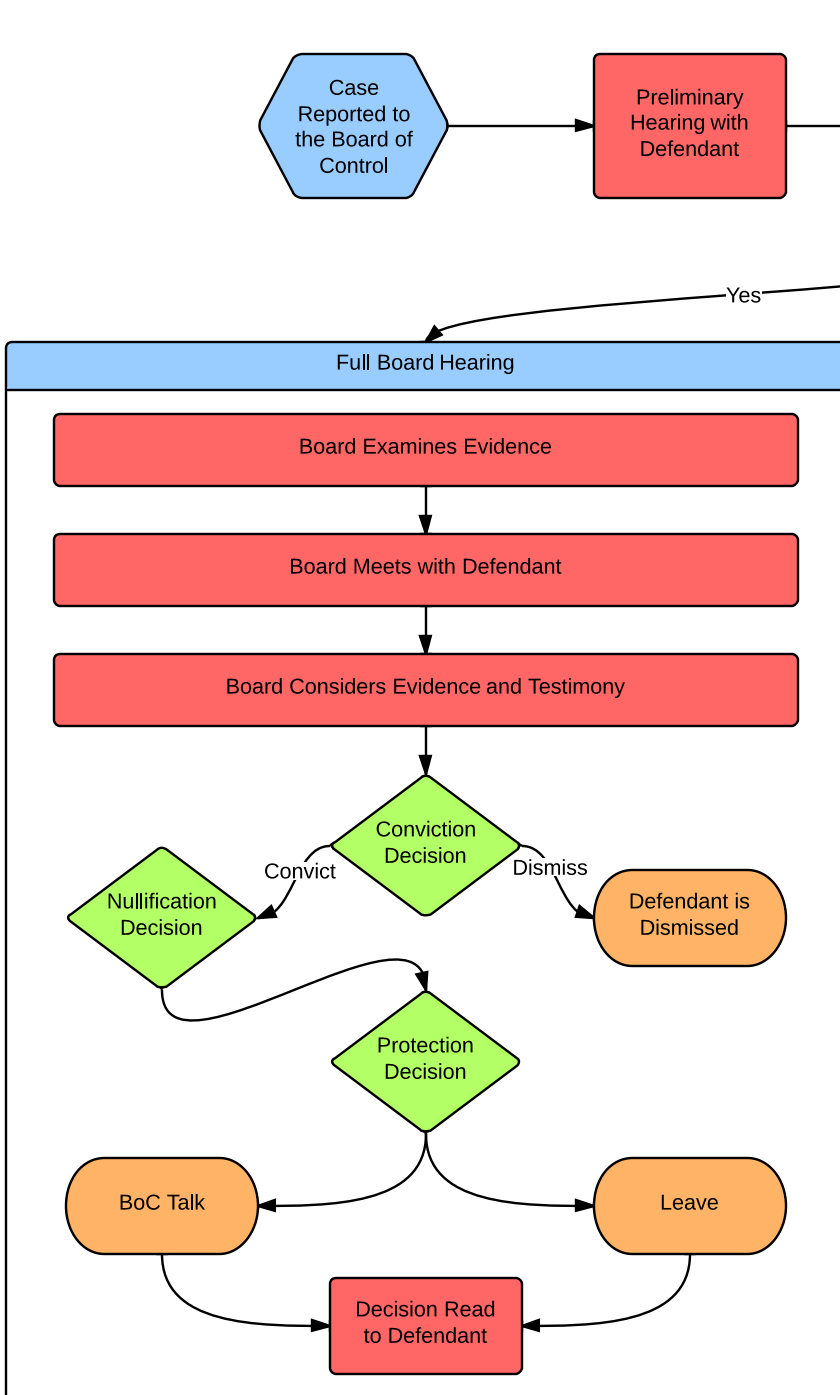 Case
Reported to
the Board of
Control
Preliminary
Hearing with
Defendant
Yes
Full Board Hearing
Board Examines Evidence
Board Meets with Defendant
Board Considers Evidence and Testimony
Conviction
Decision
Convict
Dismiss
Nullification
Decision
Defendant is
Dismissed
Protection
Decision
BoC Talk
Leave
Decision Read
to Defendant